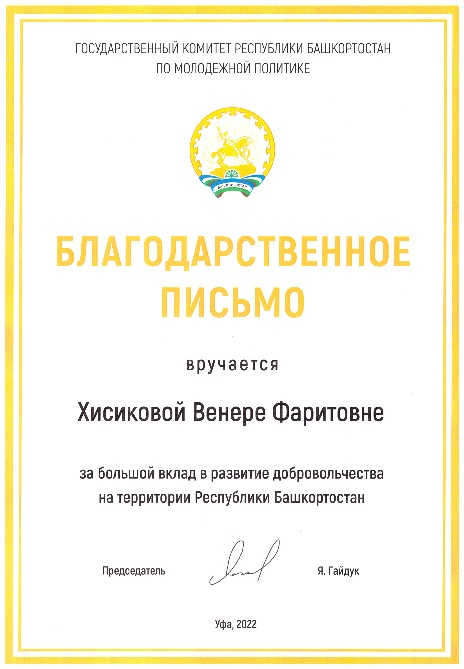 ГОСУДАРСТВЕННЫЙ КОМИТЕТ РЕСПУБЛИКИ БАШКОРТОСТАН
ПО МОЛОДЕЖНОЙ ПОЛИТИКЕ
БЛАГОДАРСТВЕННОЕ
ПИСЬМО
вручается
Хисиковой Венере Фаритовне
за большой вклад в развитие добровольчества
на территории Республики Башкортостан
Председатель Я. Гайдук
Уфа, 2022